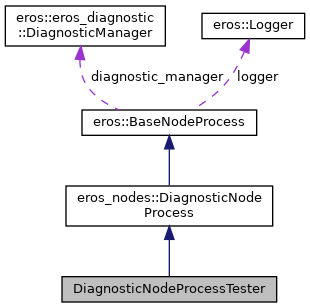 eros::eros_diagnostic
::DiagnosticManager
eros::Logger
diagnostic_manager
logger
eros::BaseNodeProcess
eros_nodes::DiagnosticNode
Process
DiagnosticNodeProcessTester